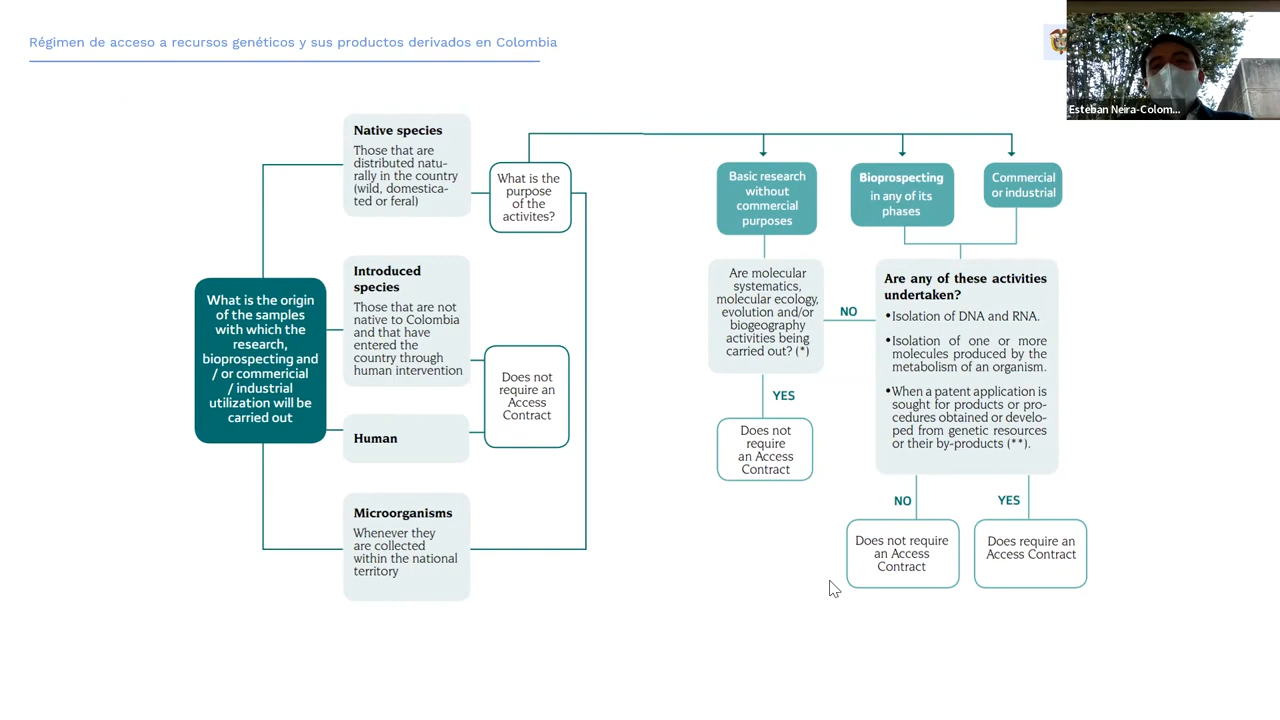 Régimen de acceso a recursos genéticos y sus productos derivados en Colombia
Esteban Neira-Colom...
What is the origin
of the samples
with which the
research,
bioprospecting and
/ or commericial
/ industrial
utilization will be
carried out
Native species
Those that are
distributed natu-
rally in the country
(wild, domestica-
ted or feral)
Introduced
species
Those that are not
native to Colombia
and that have
entered the
country through
human intervention
Human
Microorganisms
Whenever they
are collected
within the national
territory
What is the
purpose
of the
activites?
Does not
require an
Access
Contract
Basic research
without
commercial
purposes
Bioprospecting
in any of its
phases
Commercial
or industrial
Are molecular
systematics,
molecular ecology,
evolution and/or
biogeography
activities being
carried out? (*)
NO
YES
Does not
require
an Access
Contract
Are any of these activities
undertaken?
•Isolation of DNA and RNA.
•Isolation of one or more
molecules produced by the
metabolism of an organism.
•When a patent application is
sought for products or pro-
cedures obtained or develo-
ped from genetic resources
or their by-products (**).
NO
YES
Does not require
an Access
Contract
Does require an
Access Contract